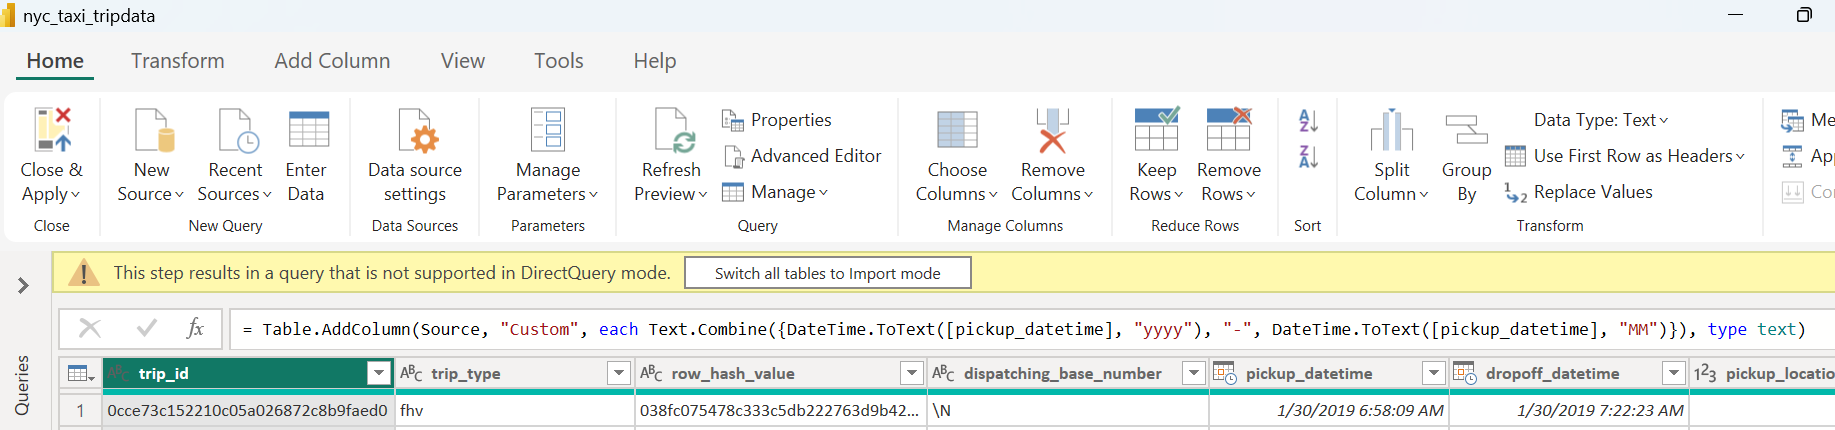 nyc_taxi_tripdata
Home Transform Add Column View Tools Help
Close & Apply
Close
New Source
Recent Sources
Enter Data
New Query
Data source settings
Data Sources
Manage Parameters
Parameters
Refresh Preview
Properties
Advanced Editor
Manage
Query
Choose Columns
Remove Columns
Manage Columns
Keep Rows
Remove Rows
Reduce Rows
Sort
Split Column
Group By
Data Type: Text
Use First Row as Headers
Replace Values
Transform
This step results in a query that is not supported in DirectQuery mode. Switch all tables to Import mode
fx = Table.AddColumn(Source, "Custom", each Text.Combine({DateTime.ToText([pickup_datetime], "yyyy"), "-", DateTime.ToText([pickup_datetime], "MM")}), type text)
Queries
ABC trip_id ABC trip_type ABC row_hash_value ABC dispatching_base_number pickup_datetime dropoff_datetime 123 pickup_locatio
1 0cce73c152210c05a026872c8b9faed0 fhv 038fc075478c333c5db222763d9b42... \N 1/30/2019 6:58:09 AM 1/30/2019 7:22:23 AM